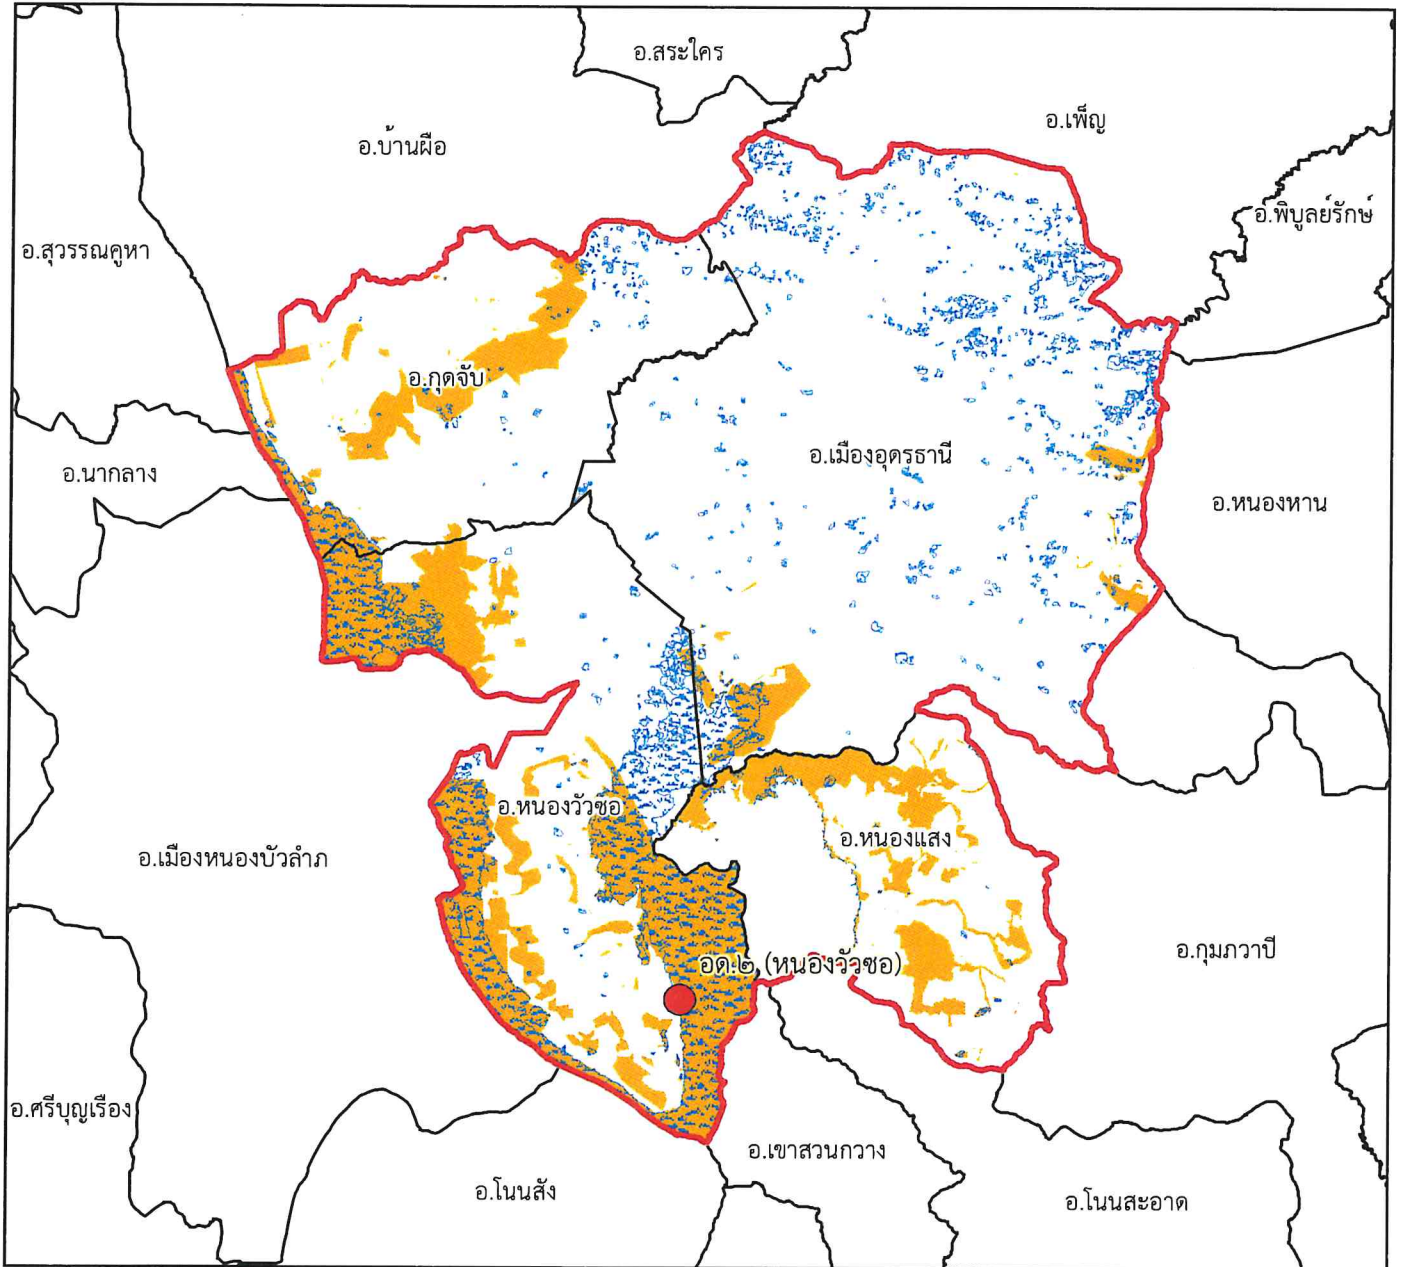 อ.สระใคร
อ.เพ็ญ
อ.บ้านผือ
อ.พิบูลย์รักษ์
อ.สุวรรณคูหา
อ.กุดจับ
อ.เมืองอุดรธานี
อ.นากลาง
อ.หนองหาน
อ.หนองวัวซอ
อ.หนองแสง
อ.เมืองหนองบัวลำภ
อ.กุมภวาปี
อด.๒ (หนองวัวซอ)
อ.ศรีบุญเรือง
อ.เขาสวนกวาง
อ.โนนสัง
อ.โนนสะอาด